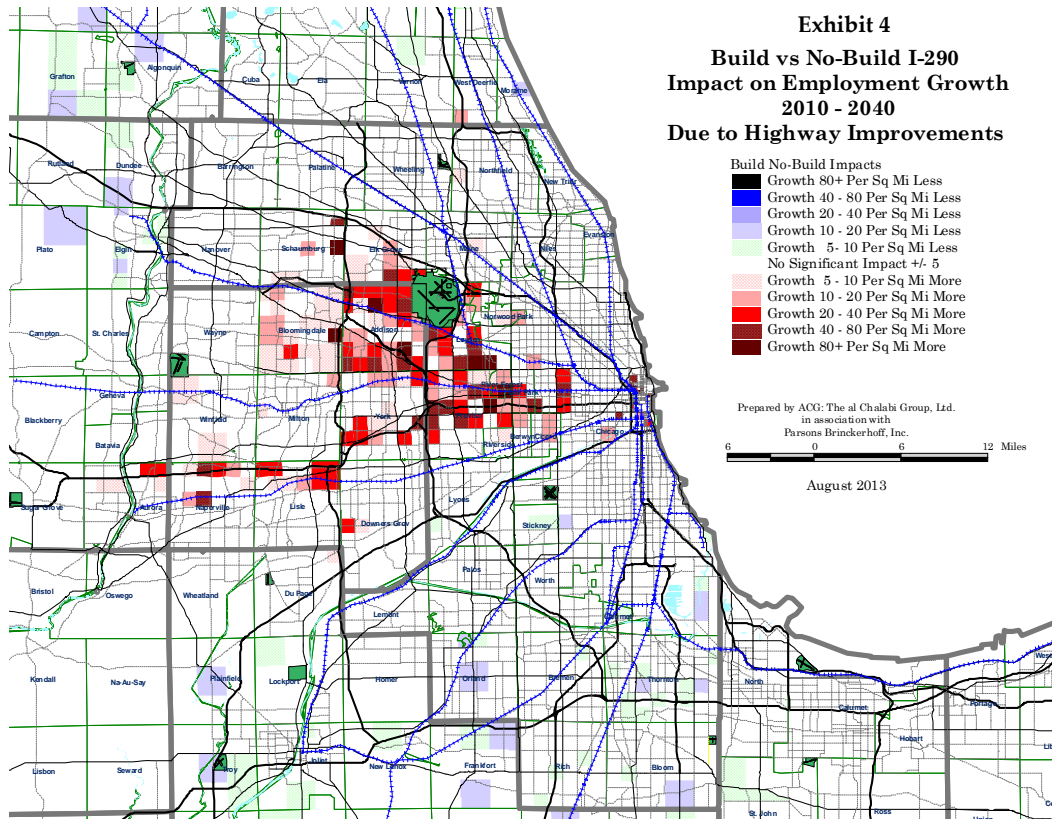 Exhibit 4
Build vs No-Build I-290
Impact on Employment Growth
2010 - 2040
Due to Highway Improvements
Build No-Build Impacts
Growth 80+ Per Sq Mi Less
Growth 40 - 80 Per Sq Mi Less
Growth 20 - 40 Per Sq Mi Less
Growth 10 - 20 Per Sq Mi Less
Growth 5 - 10 Per Sq Mi Less
No Significant Impact +/- 5
Growth 5 - 10 Per Sq Mi More
Growth 10 - 20 Per Sq Mi More
Growth 20 - 40 Per Sq Mi More
Growth 40 - 80 Per Sq Mi More
Growth 80+ Per Sq Mi More
Prepared by ACG: The al Chalabi Group, Ltd.
in association with
Parsons Brinckerhoff, Inc.
6 0 6 12 Miles
August 2013
Algonquin
Grafton
Cuba
Ela
Vernon
West Deerfie
Moraine
Rutland
Dundee
Barrington
Palatine
Wheeling
Northfield
New Trier
Plato
Elgin
Hanover
Schaumburg
Elk Grove
Maine
Niles
Evanston
Campton
St. Charles
Wayne
Bloomingdale
Addison
Norwood Park
Geneva
Blackberry
Batavia
Winfield
Milton
York
Riverside
Chicago
Sugar Grove
Aurora
Naperville
Lisle
Downers Grov
Lyons
Stickney
Bristol
Oswego
Wheatland
Du Page
Lemont
Palos
Worth
Calumet
Kendall
Na-Au-Say
Plainfield
Lockport
Homer
Orland
Bremen
Thornton
North
Calumet
Portage
Hobart
Lisbon
Seward
Troy
Joliet
New Lenox
Frankfort
Rich
Bloom
St. John
Ross